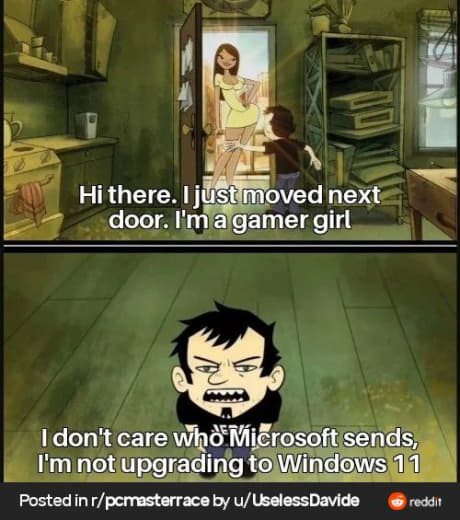 Hi there. I just moved next
door. I'm a gamer girl
I don't care who Microsoft sends,
I'm not upgrading to Windows 11
Posted in r/pcmasterrace by u/UselessDavide reddit